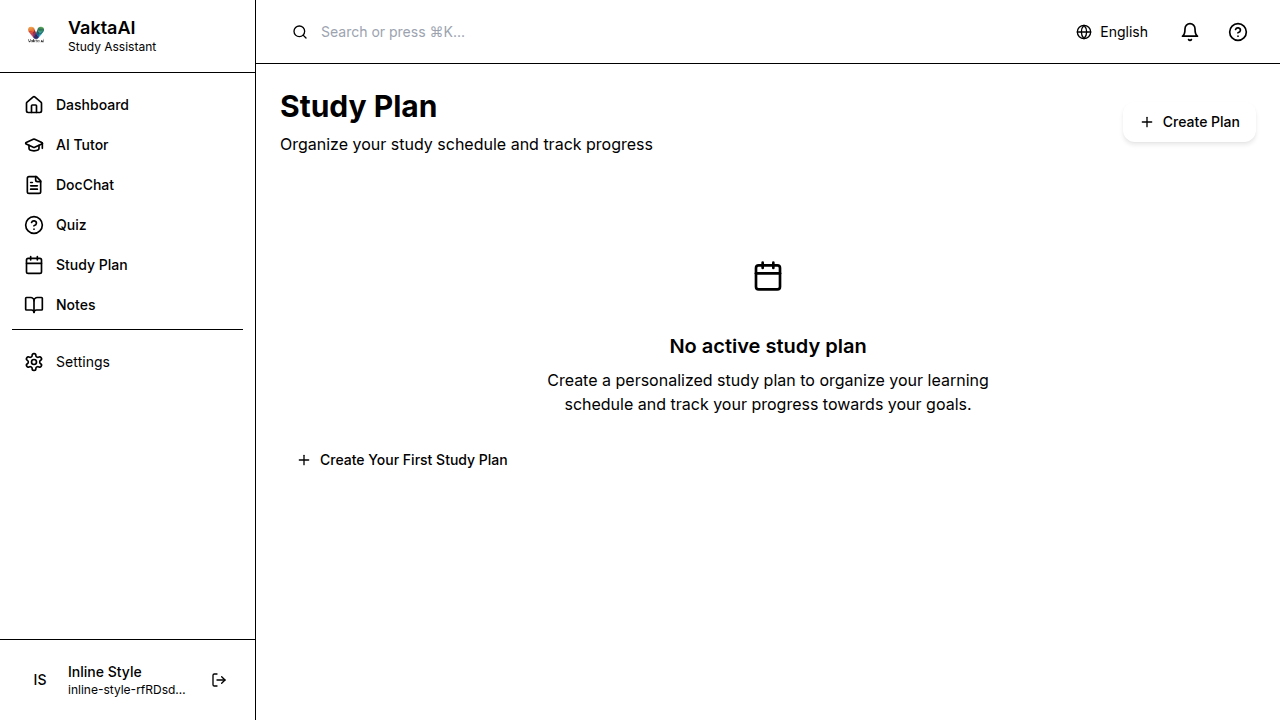 VaktaAI
Study Assistant
Dashboard
AI Tutor
DocChat
Quiz
Study Plan
Notes
Settings
IS
Inline Style
inline-style-rfRDsd...
Search or press ⌘K...
English
Study Plan
Organize your study schedule and track progress
Create Plan
No active study plan
Create a personalized study plan to organize your learning
schedule and track your progress towards your goals.
Create Your First Study Plan